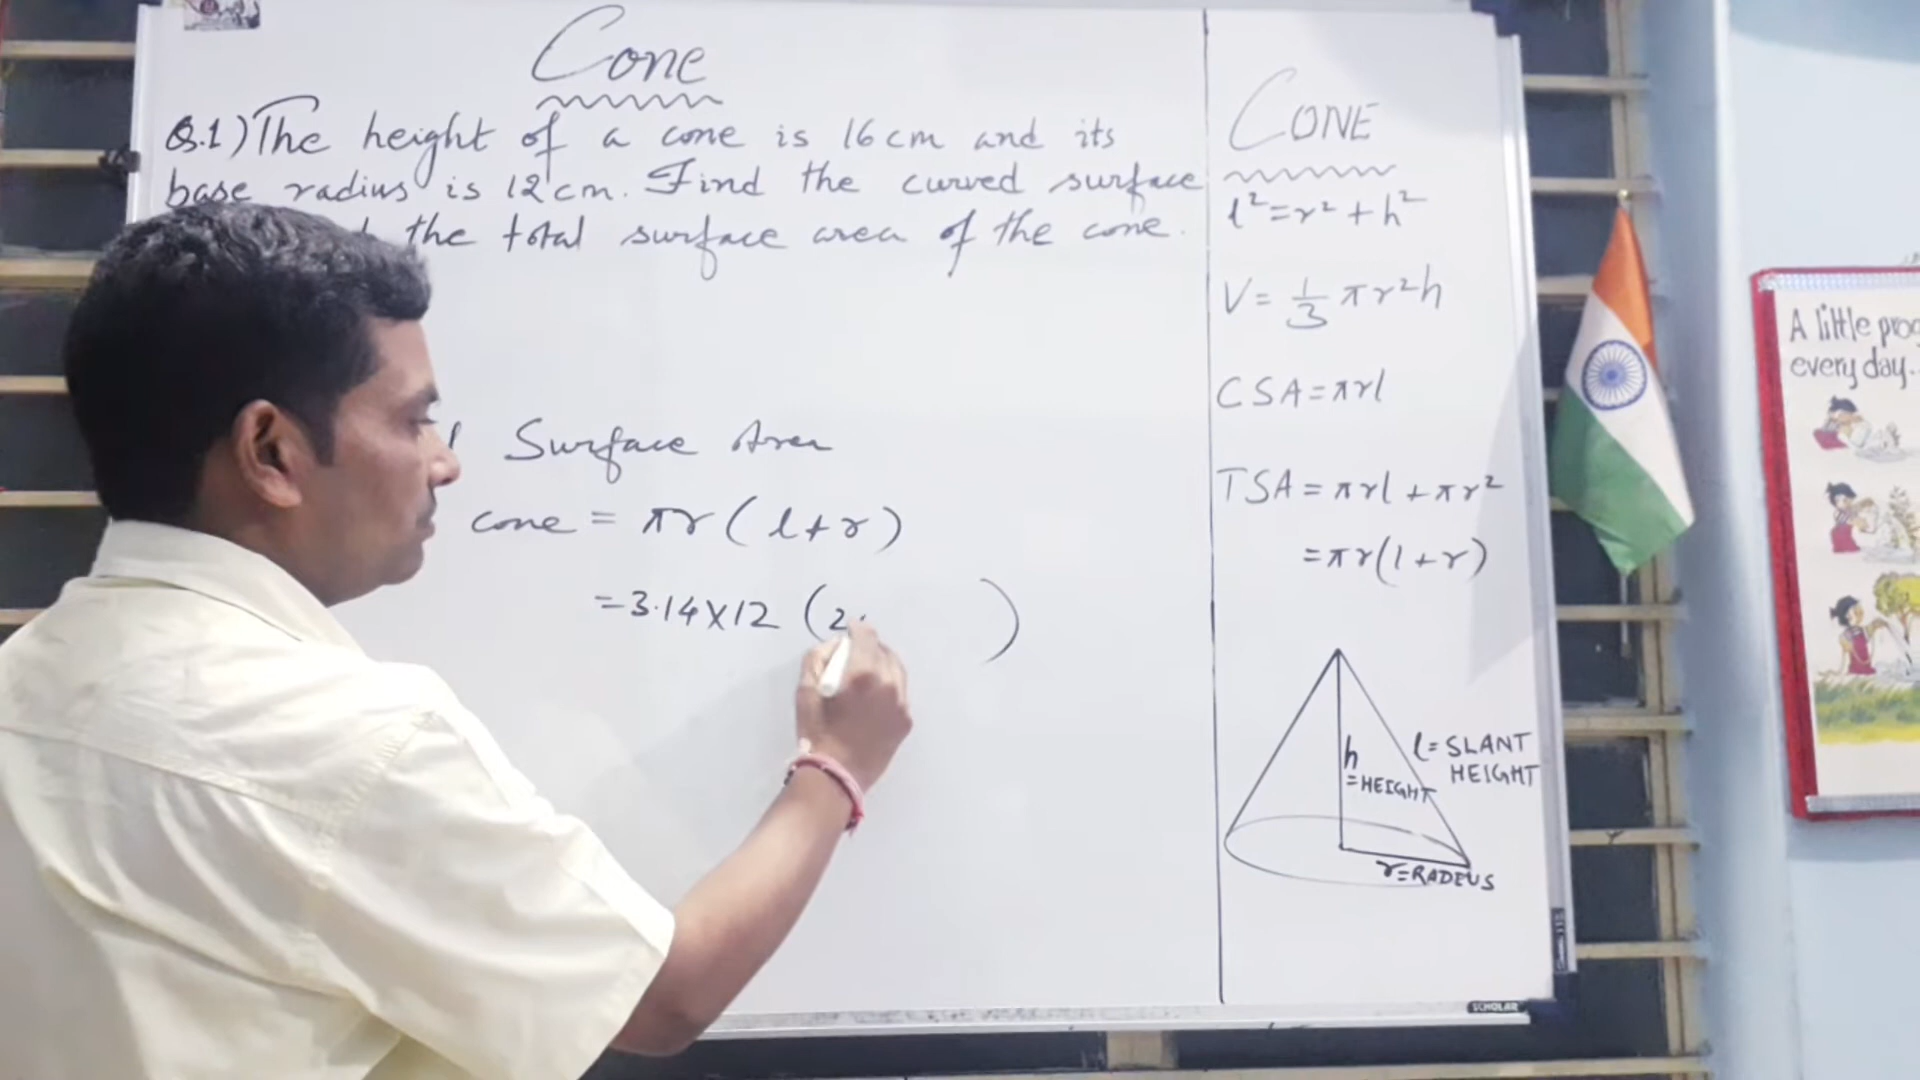 Cone
Q.1) The height of a cone is 16 cm and its
base radius is 12 cm. Find the curved surface
the total surface area of the cone.
Surface Area
cone = πr (l+r)
=3.14×12 (2 )
CONE
l²=r²+h²
V= 1/3 πr²h
CSA=πrl
TSA=πrl+πr²
=πr(l+r)
h
=HEIGHT
l= SLANT
HEIGHT
r=RADIUS
SCHOLAR
A little prog
every day..